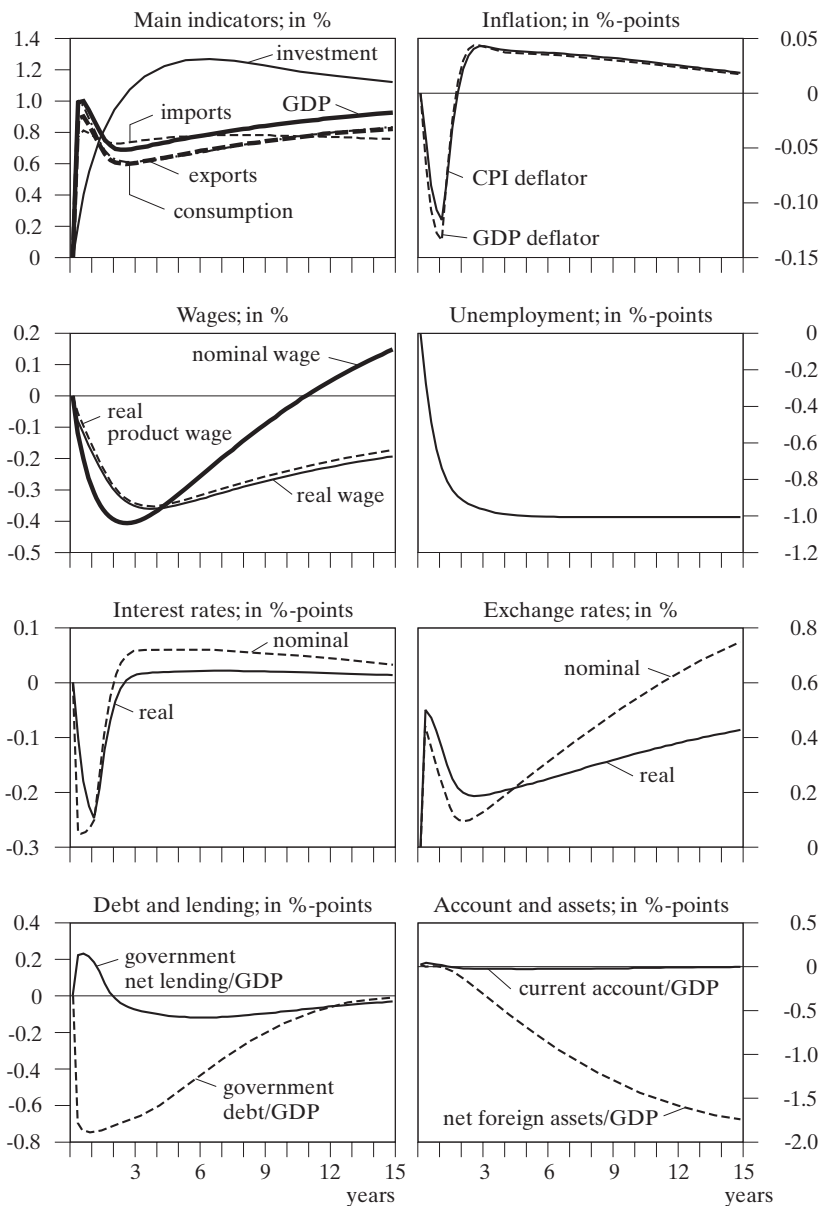 Main indicators; in %
1.4
1.2
1.0
0.8
0.6
0.4
0.2
0
investment
GDP
imports
exports
consumption
Inflation; in %-points
0.05
0
-0.05
-0.10
-0.15
CPI deflator
GDP deflator
Wages; in %
0.2
0.1
0
-0.1
-0.2
-0.3
-0.4
-0.5
nominal wage
real
product wage
real wage
Unemployment; in %-points
0
-0.2
-0.4
-0.6
-0.8
-1.0
-1.2
Interest rates; in %-points
0.1
0
-0.1
-0.2
-0.3
nominal
real
Exchange rates; in %
0.8
0.6
0.4
0.2
0
nominal
real
Debt and lending; in %-points
0.4
0.2
0
-0.2
-0.4
-0.6
-0.8
government
net lending/GDP
government
debt/GDP
3 6 9 12 15
years
Account and assets; in %-points
0.5
0
-0.5
-1.0
-1.5
-2.0
current account/GDP
net foreign assets/GDP
3 6 9 12 15
years